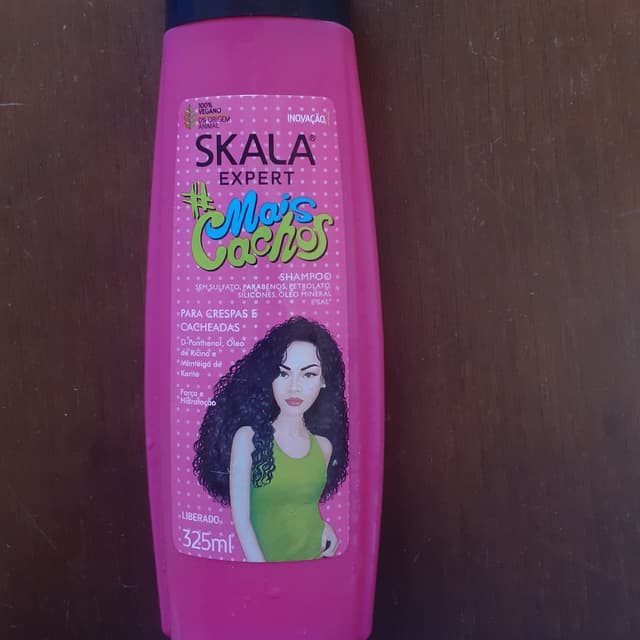 100%
VEGANO
0% ORIGEM
ANIMAL
INOVAÇÃO
SKALA®
EXPERT
#Mais
Cachos
SHAMPOO
SEM SULFATO, PARABENOS, PETROLATO,
SILICONES, ÓLEO MINERAL
PARA CRESPAS E
CACHEADAS
D-Panthenol, Óleo
de Rícino e
Manteiga de
Karité
Força e
Hidratação
LIBERADO
325ml